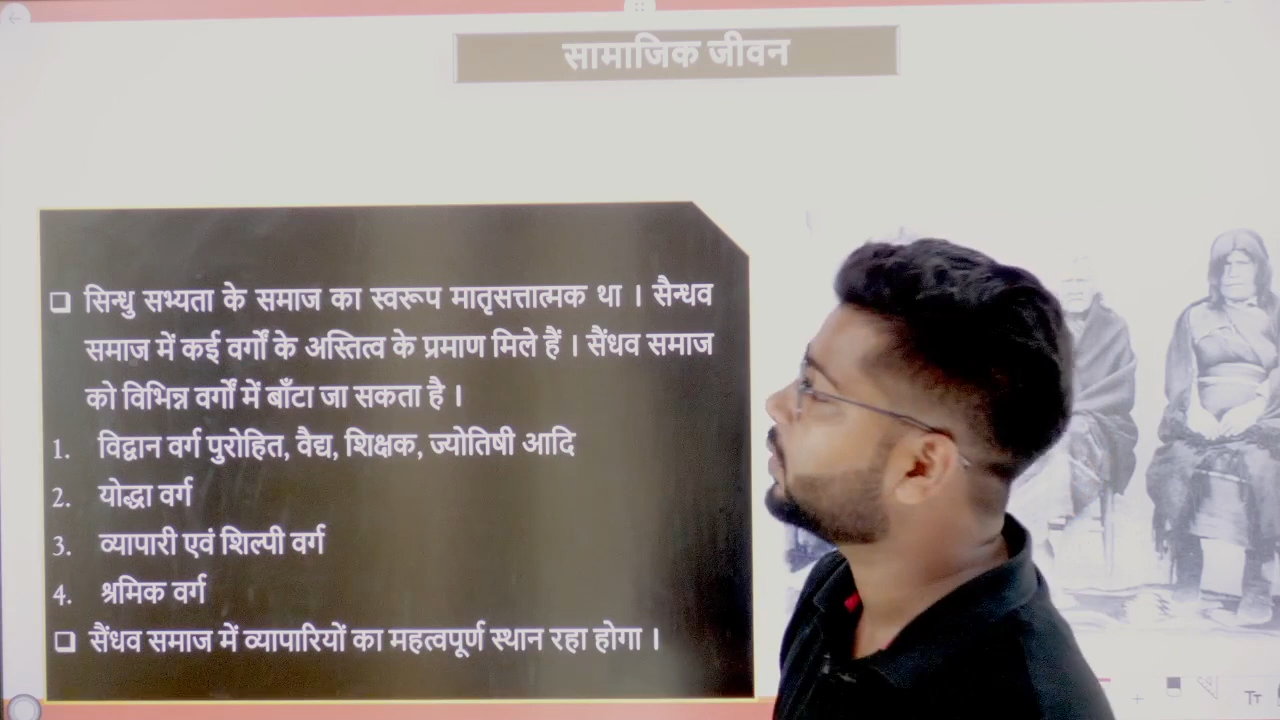 सामाजिक जीवन
❑ सिन्धु सभ्यता के समाज का स्वरूप मातृसत्तात्मक था । सैन्धव
समाज में कई वर्गों के अस्तित्व के प्रमाण मिले हैं । सैंधव समाज
को विभिन्न वर्गों में बाँटा जा सकता है ।
1. विद्वान वर्ग पुरोहित, वैद्य, शिक्षक, ज्योतिषी आदि
2. योद्धा वर्ग
3. व्यापारी एवं शिल्पी वर्ग
4. श्रमिक वर्ग
❑ सैंधव समाज में व्यापारियों का महत्वपूर्ण स्थान रहा होगा ।
TT